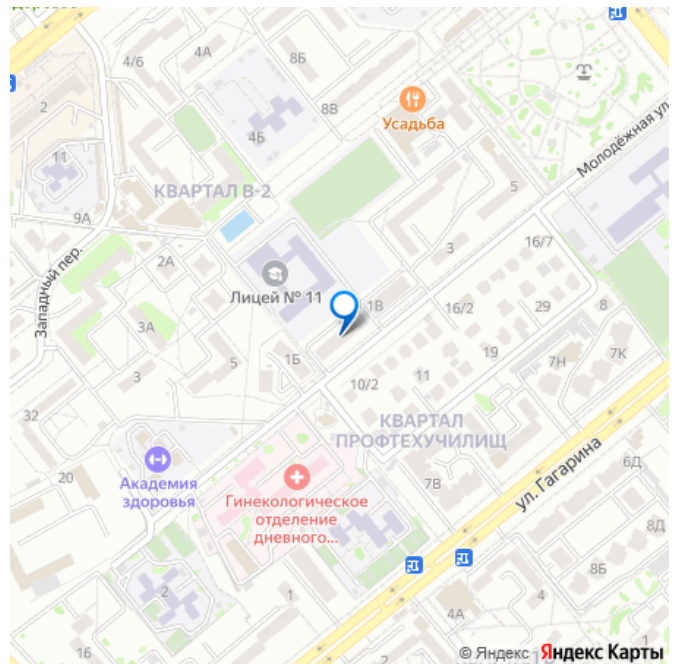 4/6
4А
8Б
8В
2
Усадьба
4Б
Молодёжная ул.
11
5
КВАРТАЛ В-2
9А
3
16/7
2А
Западный пер.
Лицей № 11
1В
16/2
29
8
3А
5
1Б
19
7Н
7К
3
10/2
11
32
КВАРТАЛ
ПРОФТЕХУЧИЛИЩ
ул. Гагарина
20
Академия
здоровья
Гинекологическое
отделение
дневного...
7В
6Д
8Д
8Б
2
1
4А
1
16
© Яндекс Яндекс Карты